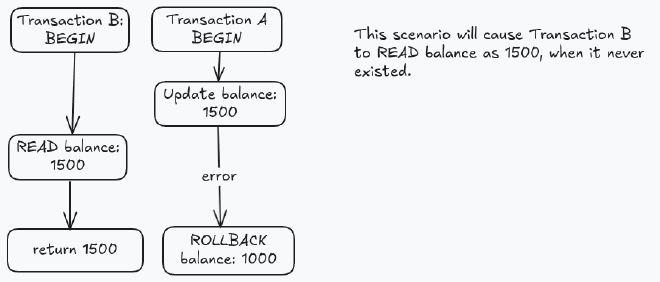 Transaction B:
BEGIN
Transaction A
BEGIN
This scenario will cause Transaction B
to READ balance as 1500, when it never
existed.
Update balance:
1500
READ balance:
1500
error
return 1500
ROLLBACK
balance: 1000